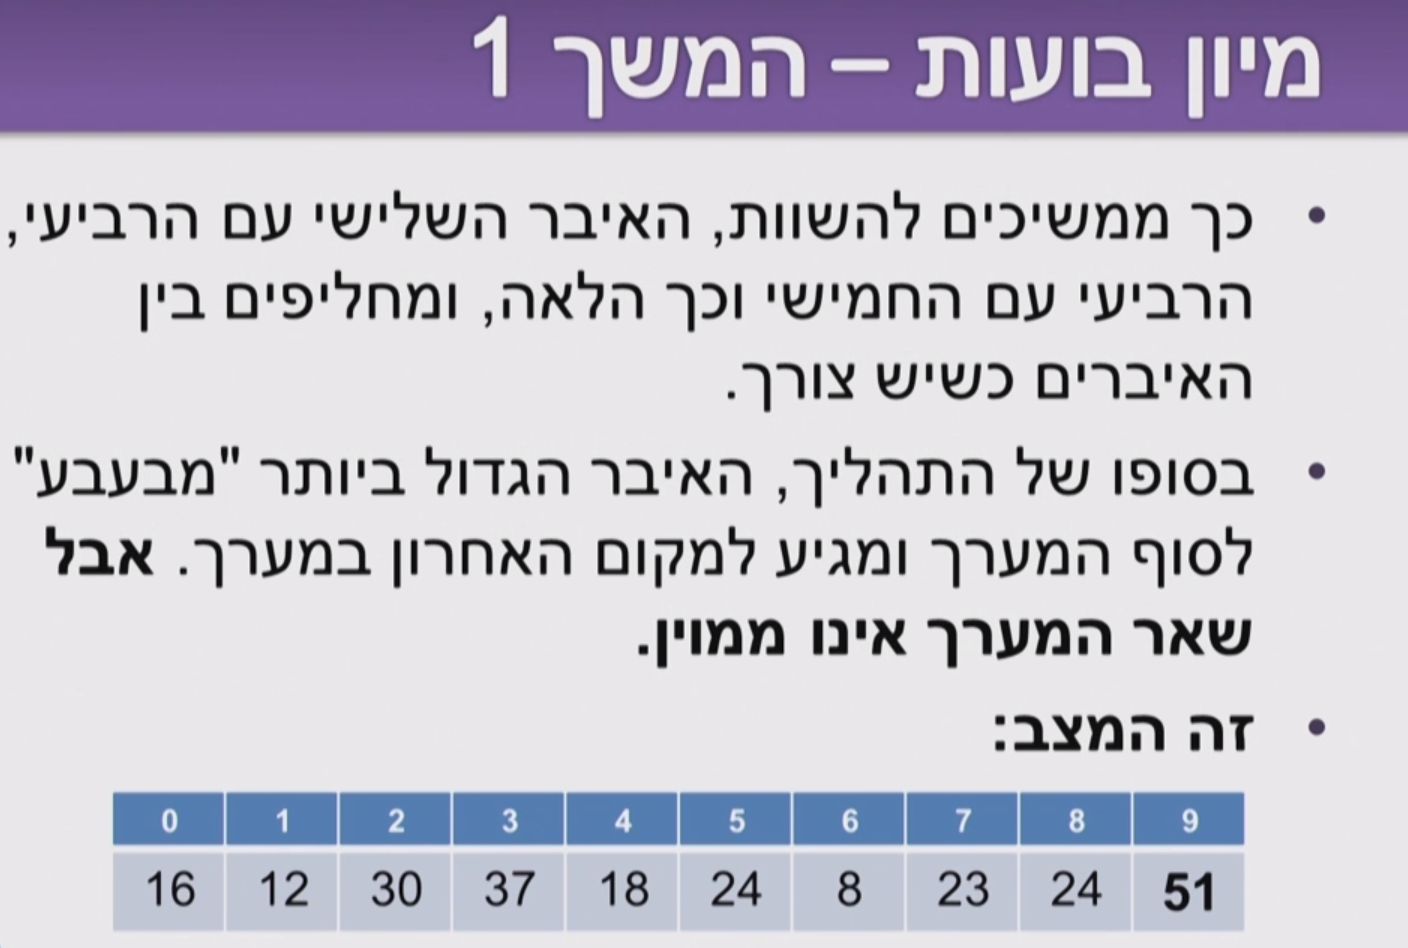 מיון בועות – המשך 1
• כך ממשיכים להשוות, האיבר השלישי עם הרביעי,
הרביעי עם החמישי וכך הלאה, ומחליפים בין
האיברים כשיש צורך.
• בסופו של התהליך, האיבר הגדול ביותר "מבעבע"
לסוף המערך ומגיע למקום האחרון במערך. אבל
שאר המערך אינו ממוין.
• זה המצב:
0 1 2 3 4 5 6 7 8 9
16 12 30 37 18 24 8 23 24 51